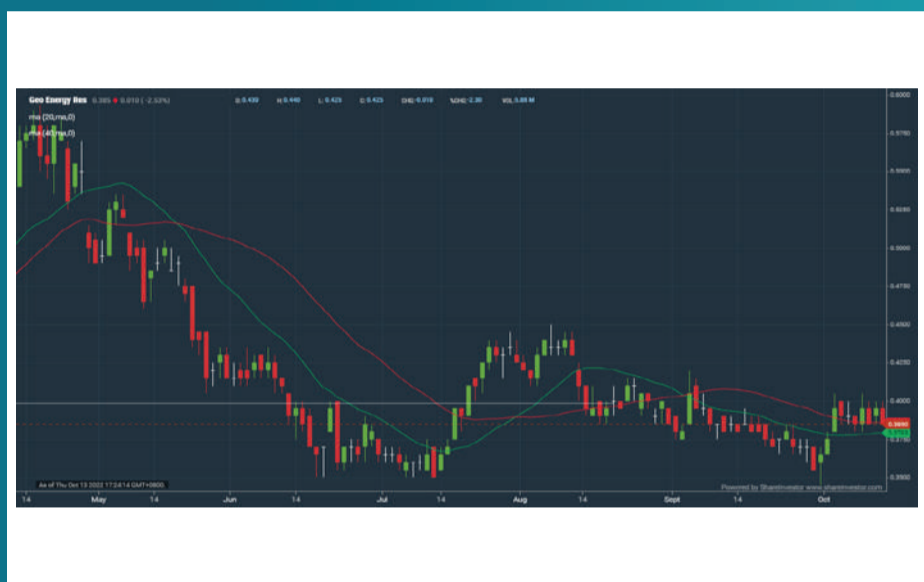 Geo Energy Res 0.385 0.010 ( -2.53%) O: 0.430 H: 0.440 L: 0.425 C: 0.425 CHG: -0.010 %CHG: -2.30 VOL: 
ma (20,ma,0)
ma (40,ma,0)
0.6000
0.5750
0.5500
0.5250
0.5000
0.4750
0.4500
0.4250
0.4000
0.3750
0.3500
As of Thu Oct 13 2022 17:24:14 GMT+0800.
Powered by ShareInvestor www.shareinvestor.com
14 May 14 Jun 14 Jul 14 Aug 14 Sept 14 Oct